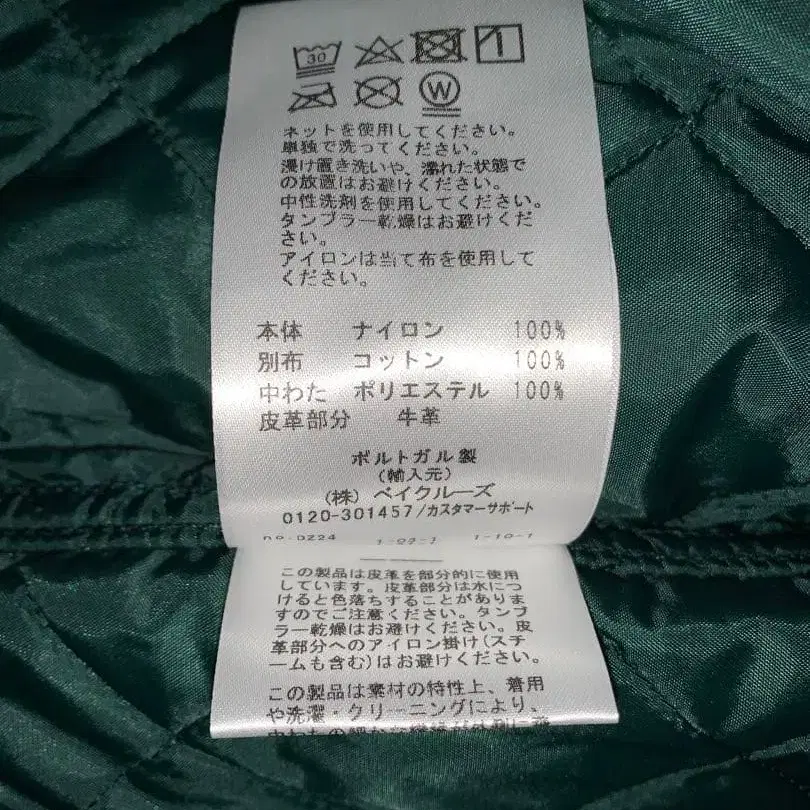 30
W
ネットを使用してください。
単独で洗ってください。
浸け置き洗いや、濡れた状態で
の放置はお避けください。
中性洗剤を使用してください。
タンブラー乾燥はお避けくだ
さい。
アイロンは当て布を使用して
ください。
本体 ナイロン 100%
別布 コットン 100%
中わた ポリエステル 100%
皮革部分 牛革
ポルトガル製
(輸入元)
(株) ベイクルーズ
0120-301457/カスタマーサポート
この製品は皮革を部分的に使用
しています。皮革部分は水につ
けると色落ちすることがありま
すのでご注意ください。タンブ
ラー乾燥はお避けください。皮
革部分へのアイロン掛け(スチ
ームも含む)はお避けください。
この製品は素材の特性上、着用
や洗濯・クリーニングにより、